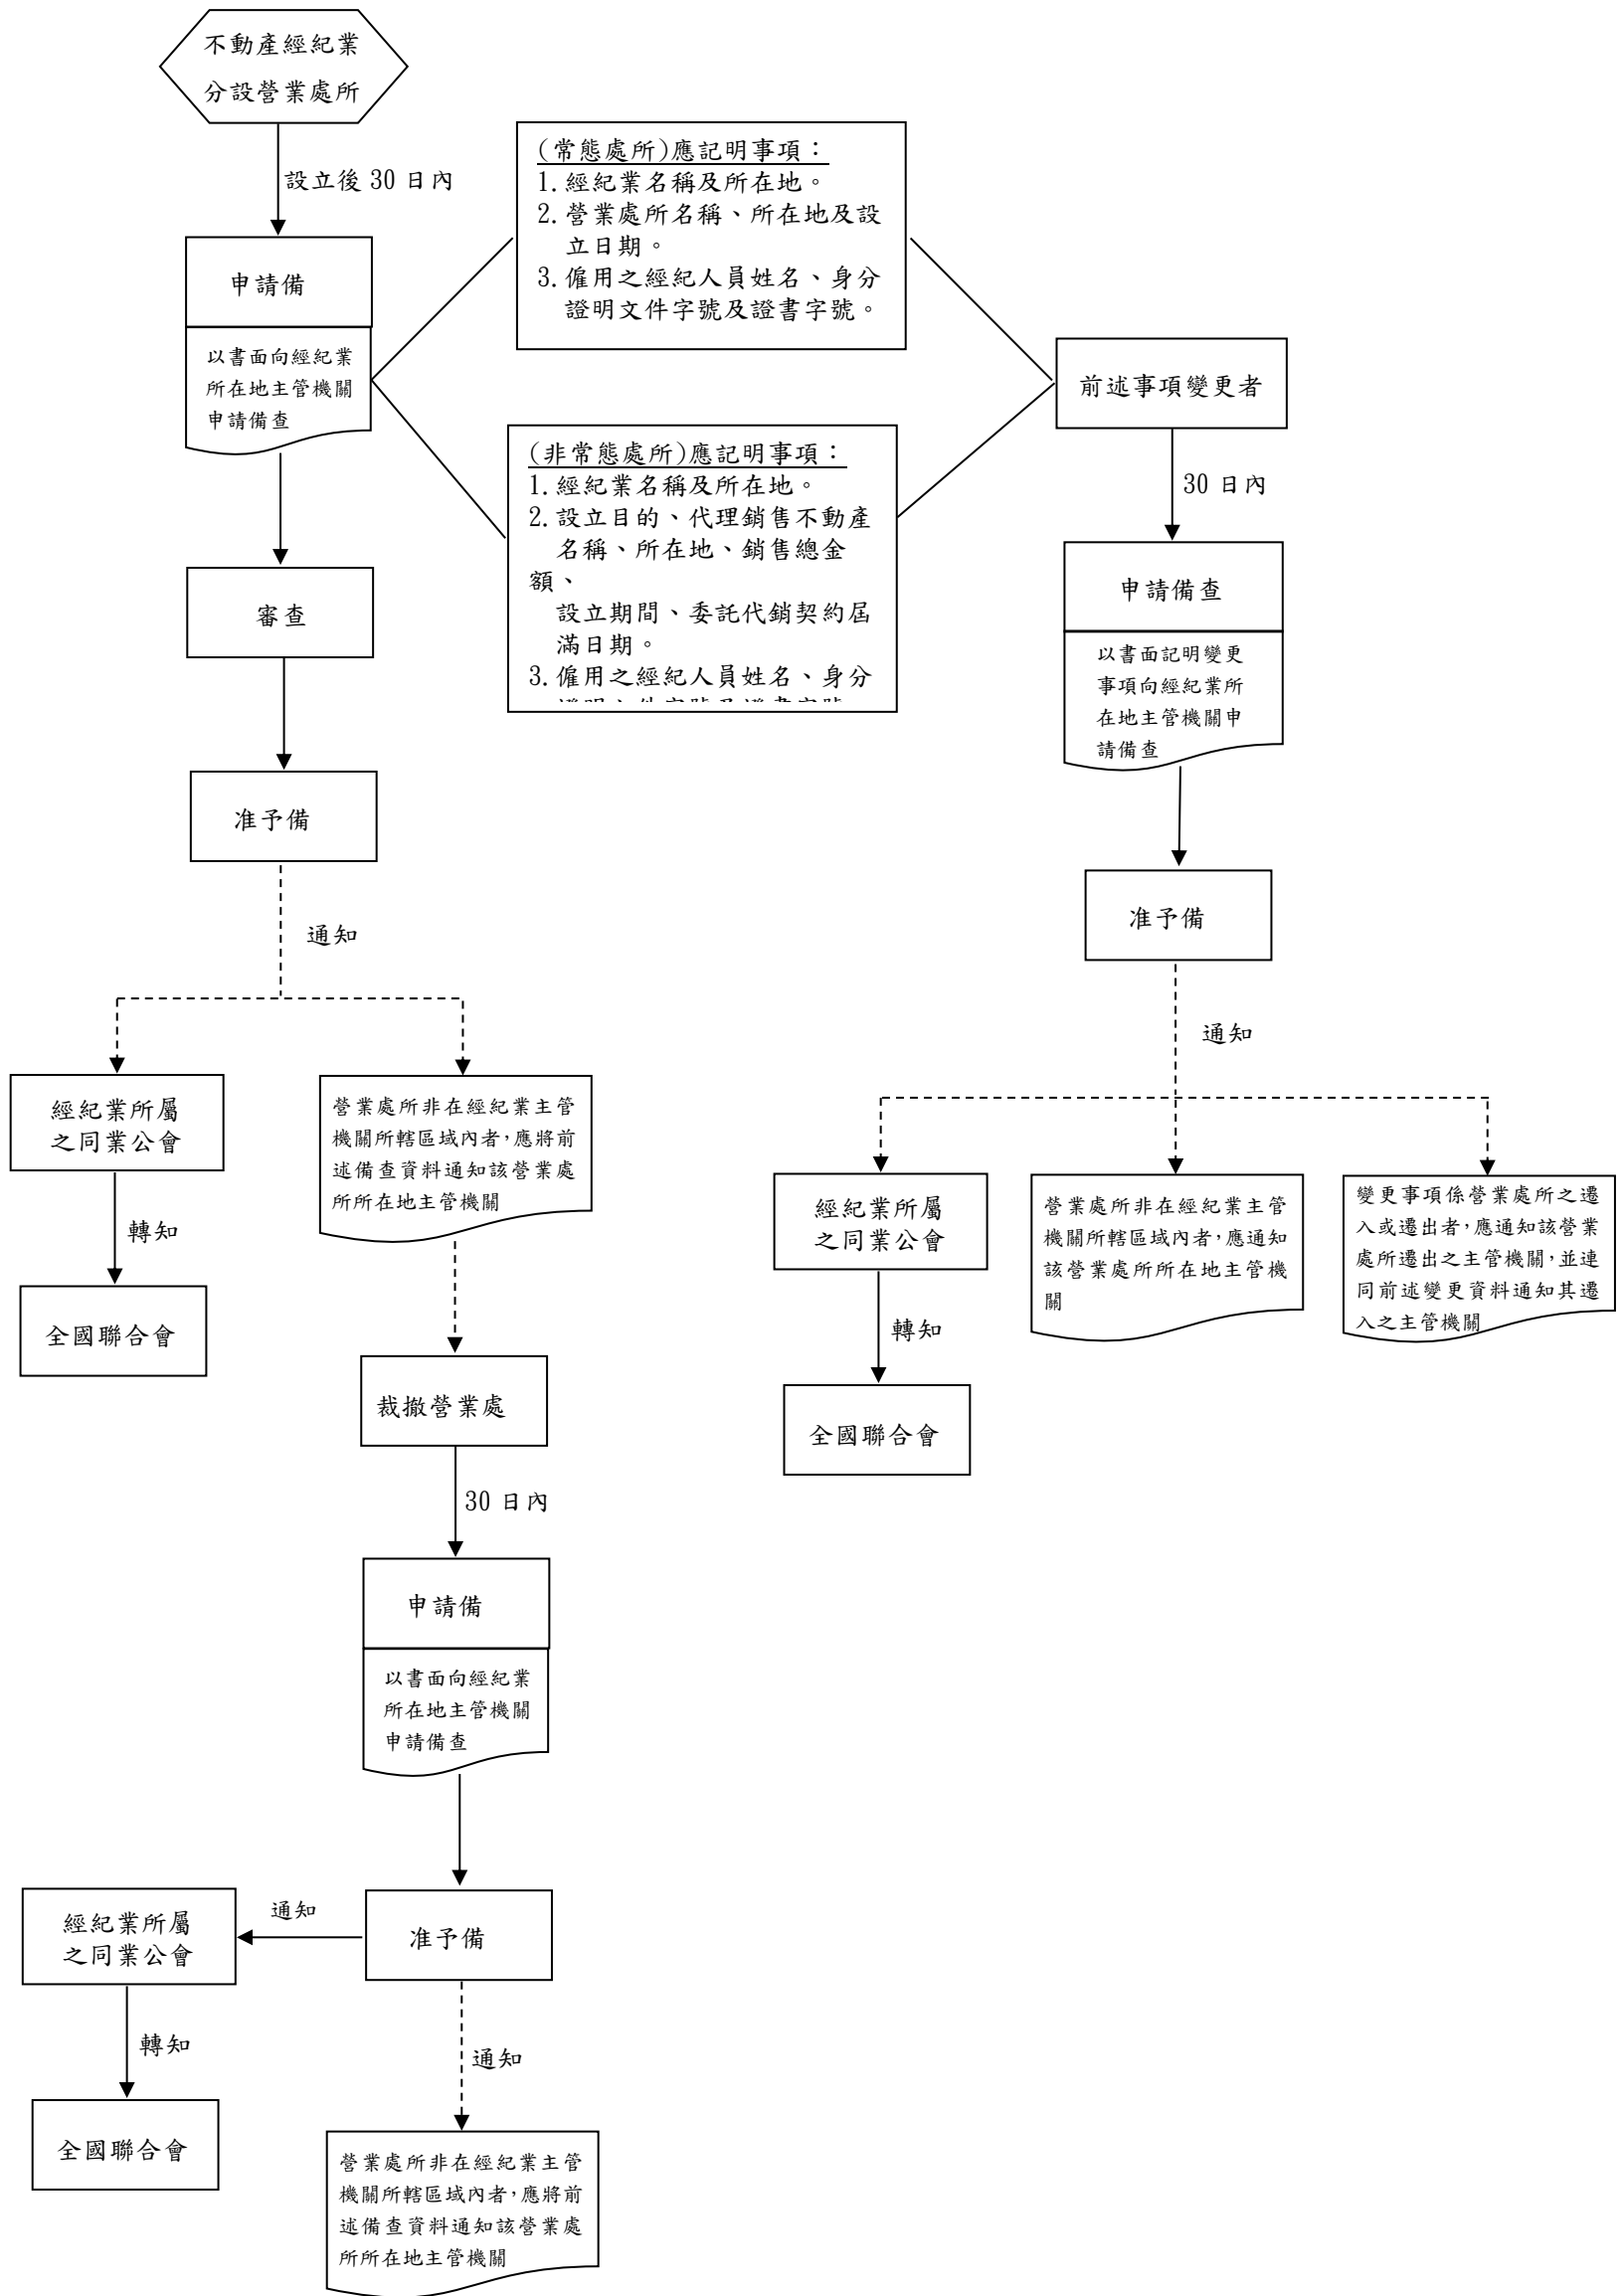 不動產經紀業
分設營業處所
設立後 30 日內
申請備
以書面向經紀業
所在地主管機關
申請備查
(常態處所)應記明事項：
1. 經紀業名稱及所在地。
2. 營業處所名稱、所在地及設
立日期。
3. 僱用之經紀人員姓名、身分
證明文件字號及證書字號。
(非常態處所)應記明事項：
1. 經紀業名稱及所在地。
2. 設立目的、代理銷售不動產
名稱、所在地、銷售總金
額、
設立期間、委託代銷契約屆
滿日期。
3. 僱用之經紀人員姓名、身分
前述事項變更者
30 日內
申請備查
以書面記明變更
事項向經紀業所
在地主管機關申
請備查
審查
准予備
通知
經紀業所屬
之同業公會
轉知
全國聯合會
營業處所非在經紀業主管
機關所轄區域內者，應將前
述備查資料通知該營業處
所所在地主管機關
准予備
通知
經紀業所屬
之同業公會
轉知
全國聯合會
營業處所非在經紀業主管
機關所轄區域內者，應通知
該營業處所所在地主管機
關
變更事項係營業處所之遷
入或遷出者，應通知該營業
處所遷出之主管機關，並連
同前述變更資料通知其遷
入之主管機關
裁撤營業處
30 日內
申請備
以書面向經紀業
所在地主管機關
申請備查
准予備
通知
經紀業所屬
之同業公會
轉知
全國聯合會
通知
營業處所非在經紀業主管
機關所轄區域內者，應將前
述備查資料通知該營業處
所所在地主管機關